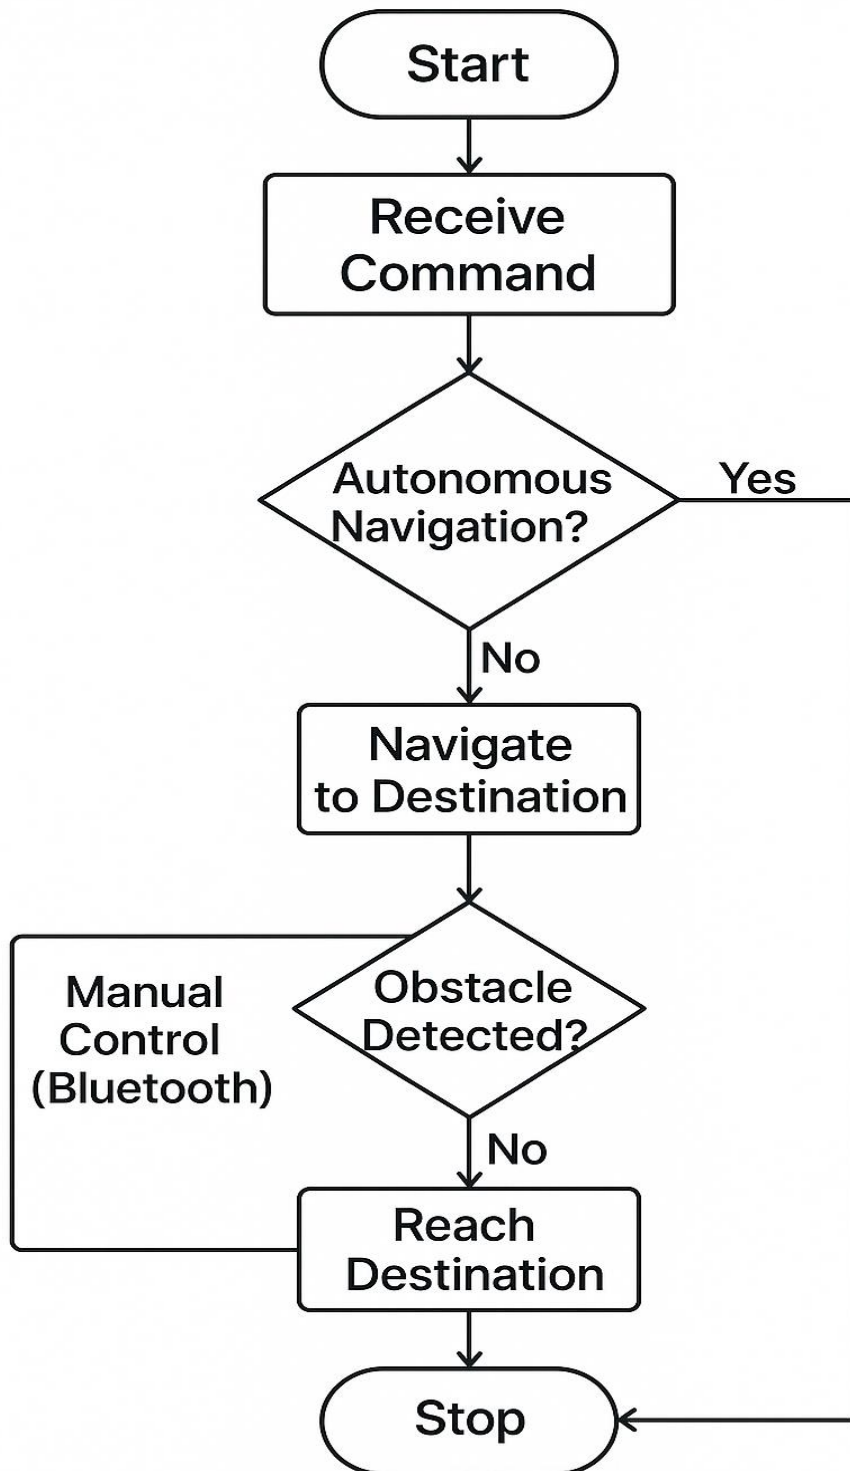 Start
Receive
Command
Autonomous
Navigation?
Yes
No
Navigate
to Destination
Manual
Control
(Bluetooth)
Obstacle
Detected?
No
Reach
Destination
Stop